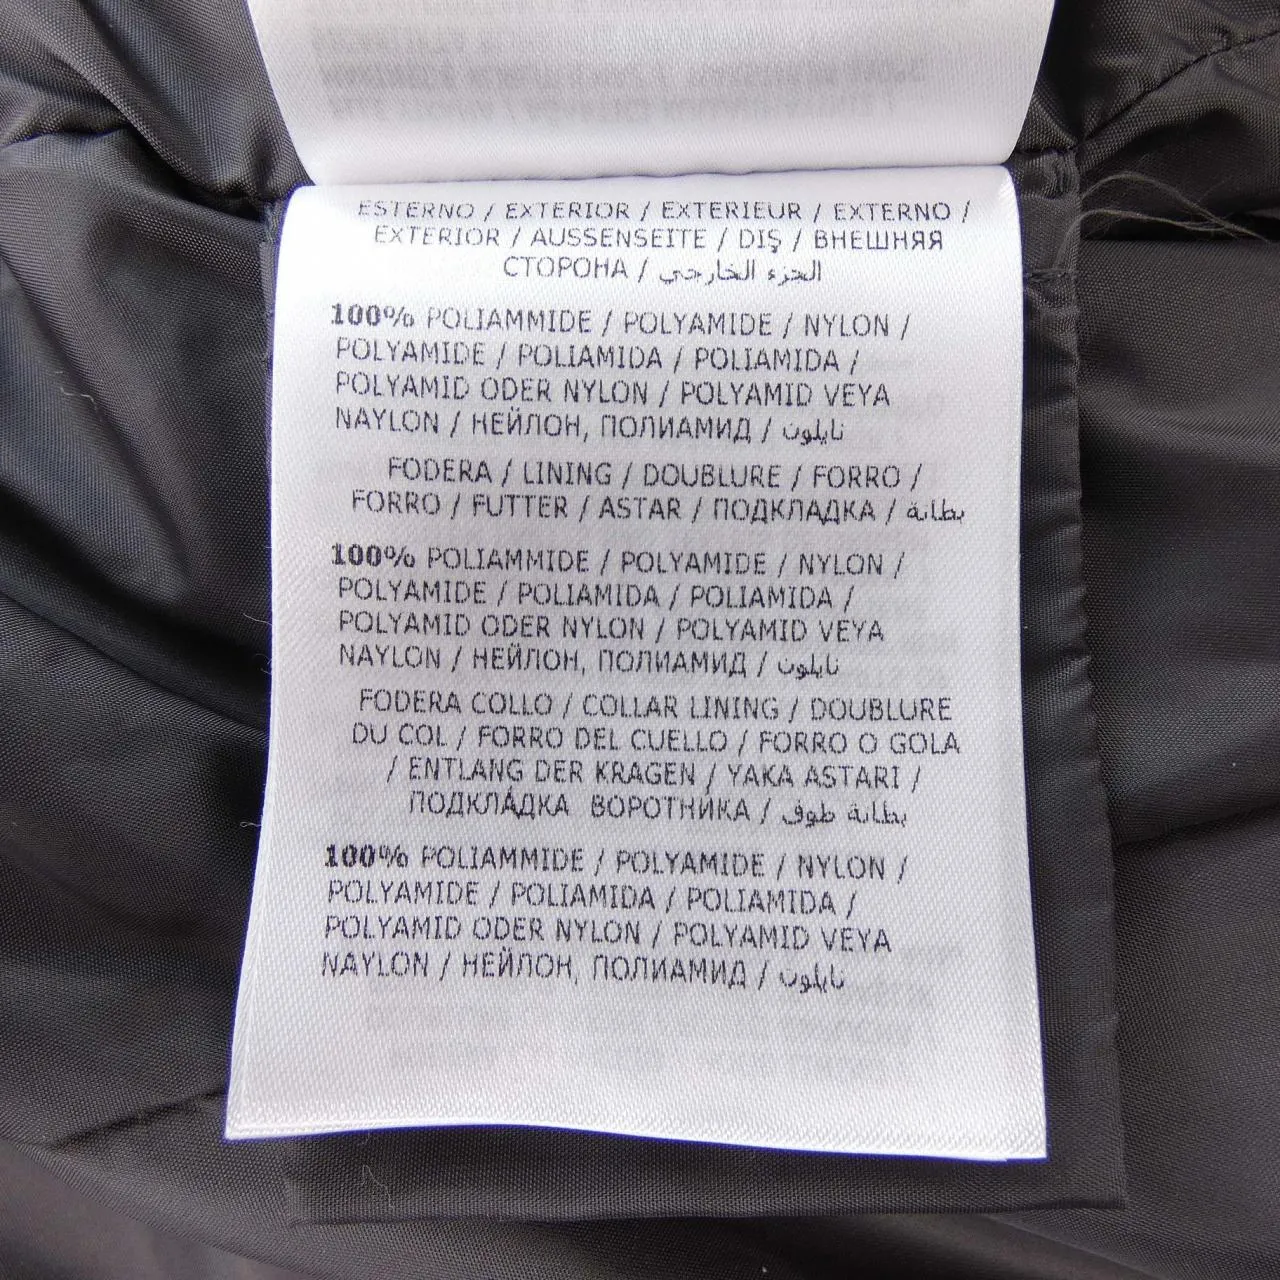 ESTERNO / EXTERIOR / EXTERIEUR / EXTERNO /
EXTERIOR / AUSSENSEITE / DIŞ / ВНЕШНЯЯ
СТОРОНА / الجزء الخارجي
100% POLIAMMIDE / POLYAMIDE / NYLON /
POLYAMIDE / POLIAMIDA / POLIAMIDA /
POLYAMID ODER NYLON / POLYAMID VEYA
NAYLON / НЕЙЛОН, ПОЛИАМИД / نايلون
FODERA / LINING / DOUBLURE / FORRO /
FORRO / FUTTER / ASTAR / ПОДКЛАДКА / بطانة
100% POLIAMMIDE / POLYAMIDE / NYLON /
POLYAMIDE / POLIAMIDA / POLIAMIDA /
POLYAMID ODER NYLON / POLYAMID VEYA
NAYLON / НЕЙЛОН, ПОЛИАМИД / نايلون
FODERA COLLO / COLLAR LINING / DOUBLURE
DU COL / FORRO DEL CUELLO / FORRO O GOLA
/ ENTLANG DER KRAGEN / YAKA ASTARI /
ПОДКЛА́ДКА ВОРОТНИКА / بطانة طوق
100% POLIAMMIDE / POLYAMIDE / NYLON /
POLYAMIDE / POLIAMIDA / POLIAMIDA /
POLYAMID ODER NYLON / POLYAMID VEYA
NAYLON / НЕЙЛОН, ПОЛИАМИД / نايلون